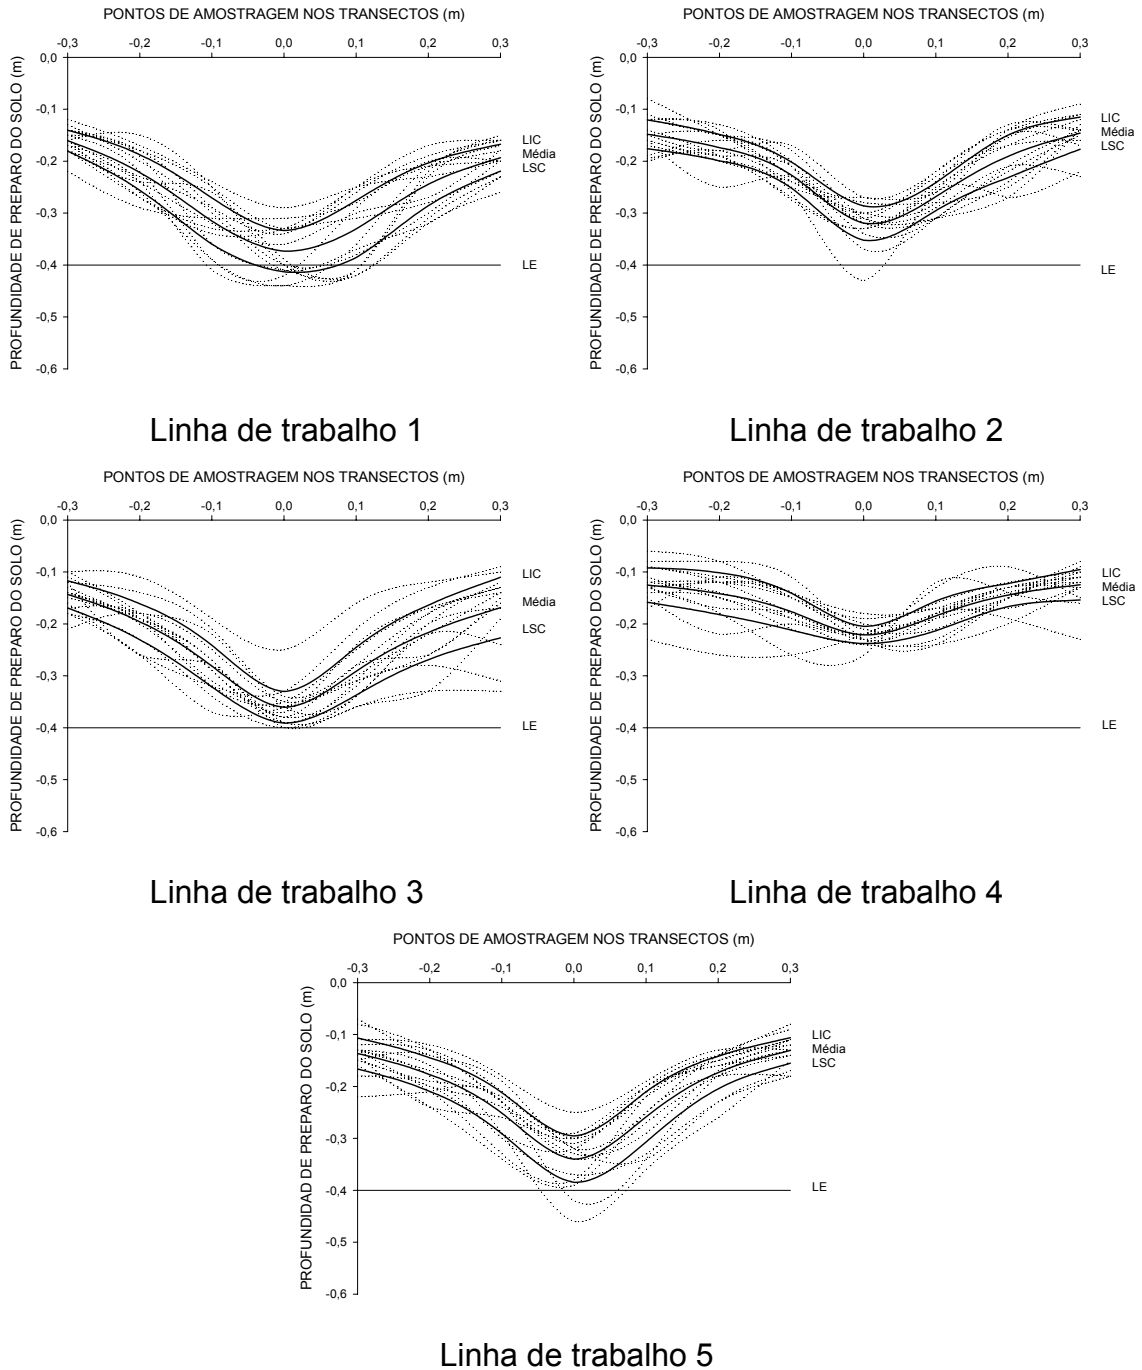 PONTOS DE AMOSTRAGEM NOS TRANSECTOS (m)
-0,3 -0,2 -0,1 0,0 0,1 0,2 0,3
PROFUNDIDADE DE PREPARO DO SOLO (m)
0,0
-0,1
-0,2
-0,3
-0,4
-0,5
-0,6
LIC
Média
LSC
LE
Linha de trabalho 1
PONTOS DE AMOSTRAGEM NOS TRANSECTOS (m)
-0,3 -0,2 -0,1 0,0 0,1 0,2 0,3
PROFUNDIDADE DE PREPARO DO SOLO (m)
0,0
-0,1
-0,2
-0,3
-0,4
-0,5
-0,6
LIC
Média
LSC
LE
Linha de trabalho 2
PONTOS DE AMOSTRAGEM NOS TRANSECTOS (m)
-0,3 -0,2 -0,1 0,0 0,1 0,2 0,3
PROFUNDIDADE DE PREPARO DO SOLO (m)
0,0
-0,1
-0,2
-0,3
-0,4
-0,5
-0,6
LIC
Média
LSC
LE
Linha de trabalho 3
PONTOS DE AMOSTRAGEM NOS TRANSECTOS (m)
-0,3 -0,2 -0,1 0,0 0,1 0,2 0,3
PROFUNDIDADE DE PREPARO DO SOLO (m)
0,0
-0,1
-0,2
-0,3
-0,4
-0,5
-0,6
LIC
Média
LSC
LE
Linha de trabalho 4
PONTOS DE AMOSTRAGEM NOS TRANSECTOS (m)
-0,3 -0,2 -0,1 0,0 0,1 0,2 0,3
PROFUNDIDAD DE PREPARO DO SOLO (m)
0,0
-0,1
-0,2
-0,3
-0,4
-0,5
-0,6
LIC
Média
LSC
LE
Linha de trabalho 5